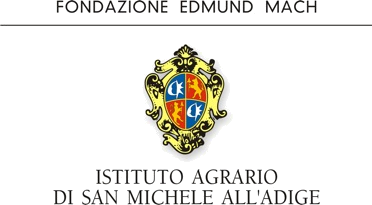 FONDAZIONE EDMUND MACH
ISTITUTO AGRARIO
DI SAN MICHELE ALL'ADIGE